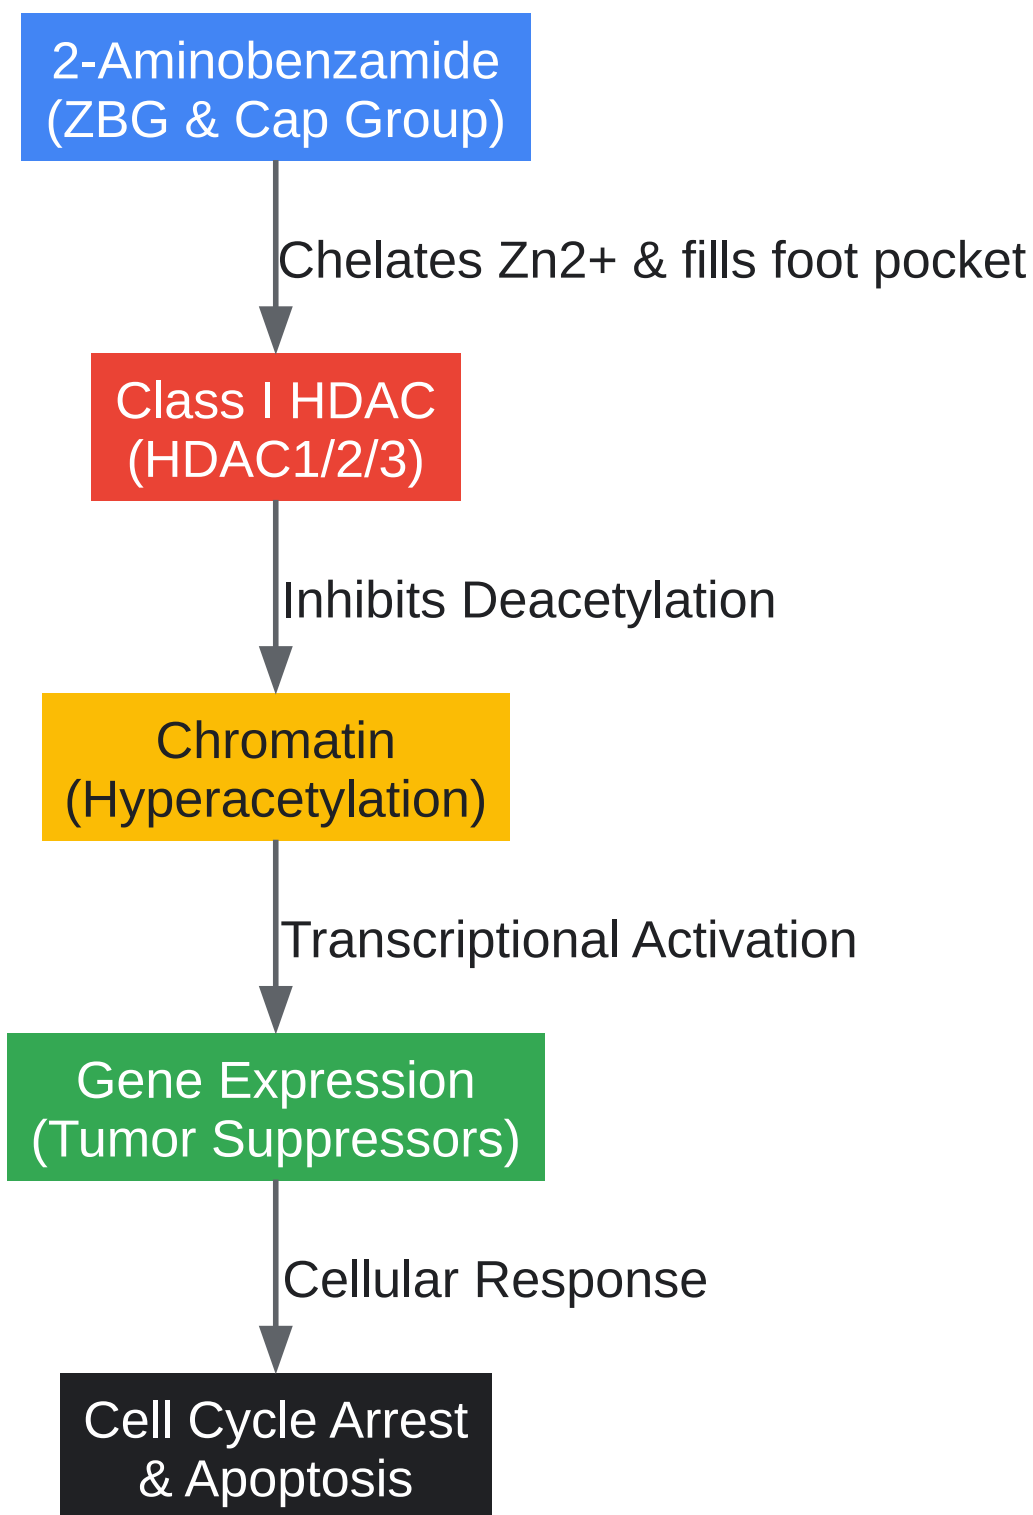 2-Aminobenzamide
(ZBG & Cap Group)
Chelates Zn2+ & fills foot pocket
Class I HDAC
(HDAC1/2/3)
Inhibits Deacetylation
Chromatin
(Hyperacetylation)
Transcriptional Activation
Gene Expression
(Tumor Suppressors)
Cellular Response
Cell Cycle Arrest
& Apoptosis